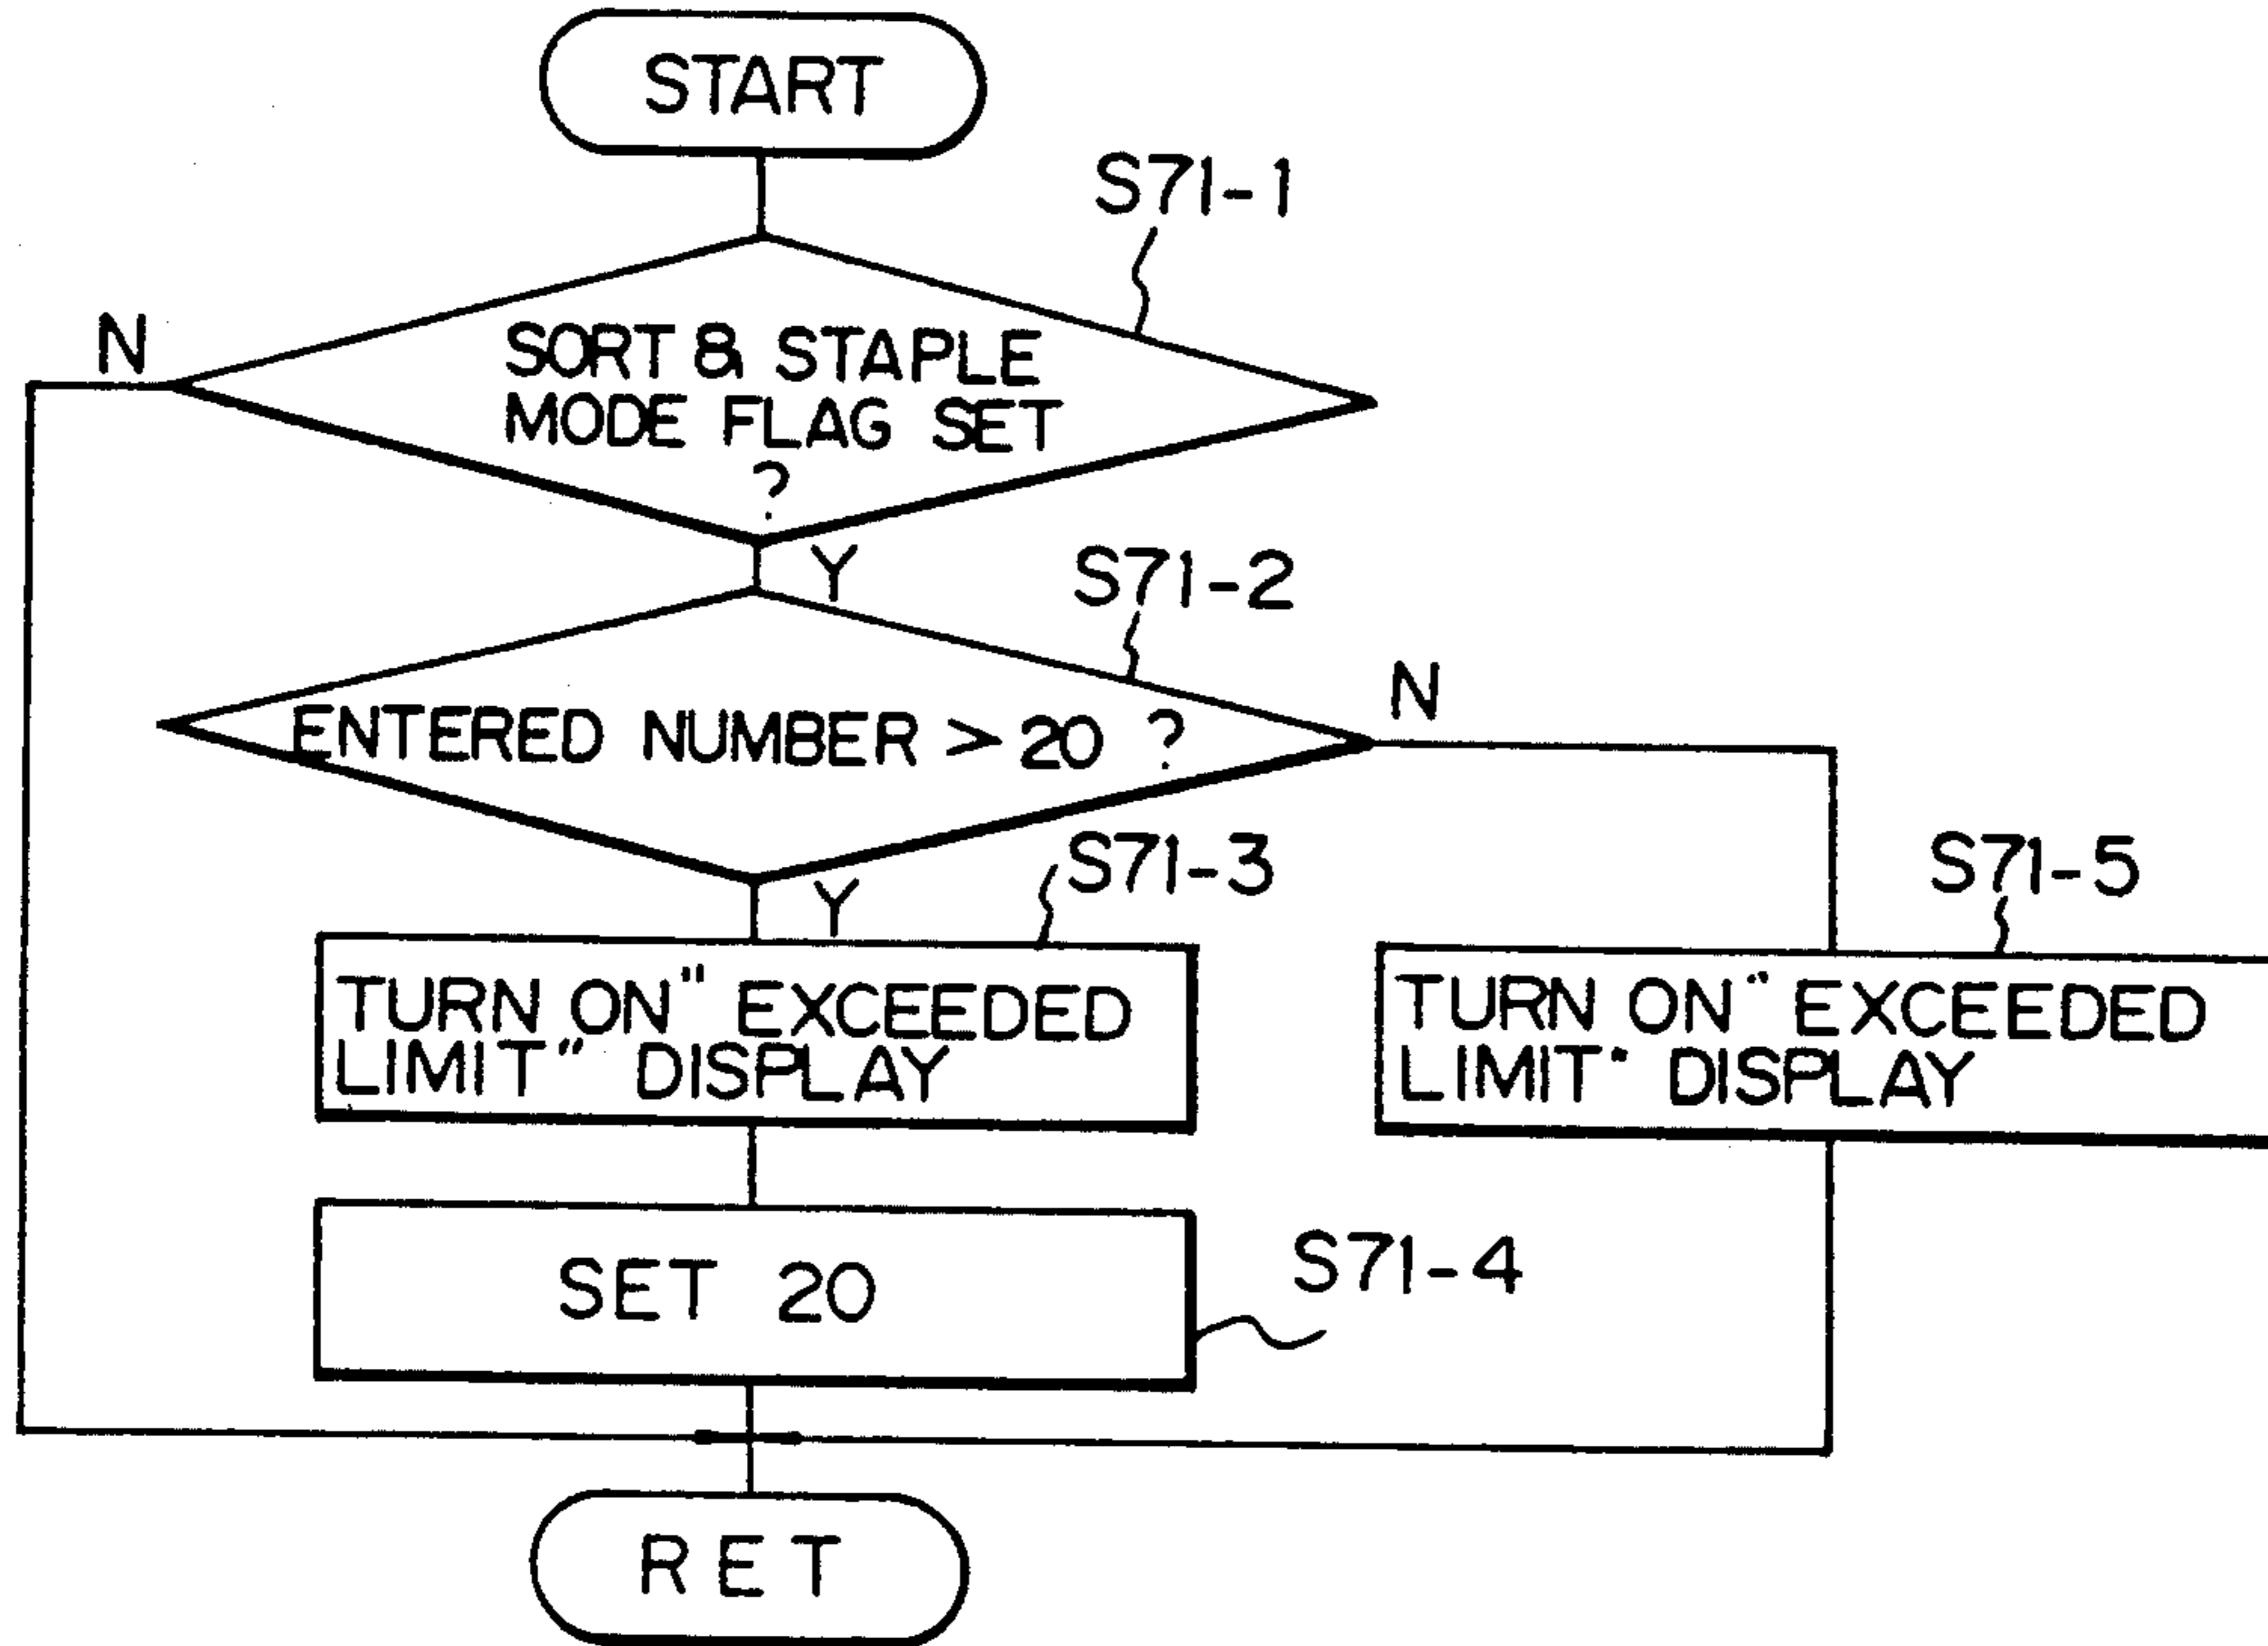 START
S71-1
N
SORT & STAPLE
MODE FLAG SET
?
Y
S71-2
N
ENTERED NUMBER > 20 ?
Y
S71-3
S71-5
TURN ON " EXCEEDED
LIMIT" DISPLAY
TURN ON " EXCEEDED
LIMIT" DISPLAY
SET 20
S71-4
RET